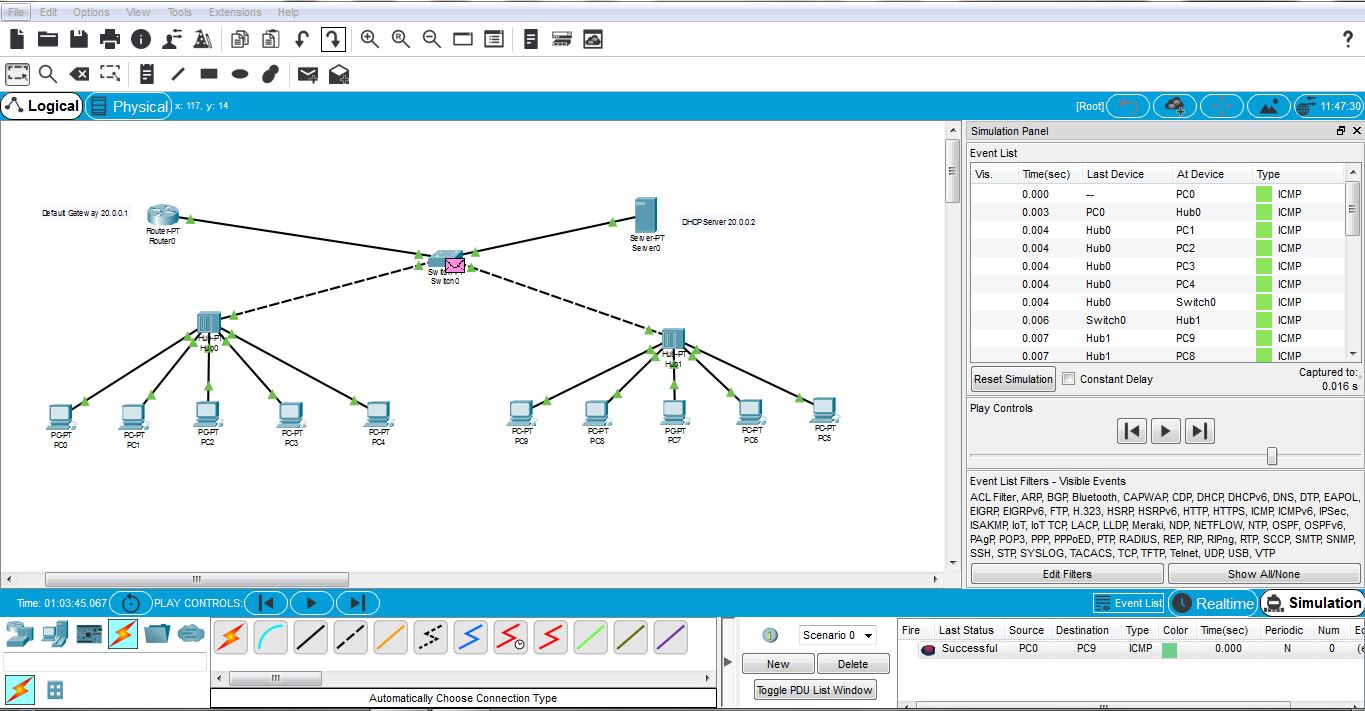 File Edit Options View Tools Extensions Help
Logical Physical x: 117, y: 14 [Root] 11:47:30
Simulation Panel
Event List
Vis. Time(sec) Last Device At Device Type
0.000 -- PC0 ICMP
0.003 PC0 Hub0 ICMP
0.004 Hub0 PC1 ICMP
0.004 Hub0 PC2 ICMP
0.004 Hub0 PC3 ICMP
0.004 Hub0 PC4 ICMP
0.004 Hub0 Switch0 ICMP
0.006 Switch0 Hub1 ICMP
0.007 Hub1 PC9 ICMP
0.007 Hub1 PC8 ICMP
Reset Simulation Constant Delay Captured to:
0.016 s
Play Controls
Event List Filters - Visible Events
ACL Filter, ARP, BGP, Bluetooth, CAPWAP, CDP, DHCP, DHCPv6, DNS, DTP, EAPOL,
EIGRP, EIGRPv6, FTP, H.323, HSRP, HSRPv6, HTTP, HTTPS, ICMP, ICMPv6, IPSec,
ISAKMP, IoT, IoT TCP, LACP, LLDP, Meraki, NDP, NETFLOW, NTP, OSPF, OSPFv6,
PAgP, POP3, PPP, PPPoED, PTP, RADIUS, REP, RIP, RIPng, RTP, SCCP, SMTP, SNMP,
SSH, STP, SYSLOG, TACACS, TCP, TFTP, Telnet, UDP, USB, VTP
Edit Filters Show All/None
Default Gateway 20.0.0.1
Router-PT
Router0
Server-PT
Server0
DHCP Server 20.0.0.2
Switch0
Hub-PT
Hub0
Hub-PT
Hub1
PC-PT
PC0
PC-PT
PC1
PC-PT
PC2
PC-PT
PC3
PC-PT
PC4
PC-PT
PC9
PC-PT
PC8
PC-PT
PC7
PC-PT
PC6
PC-PT
PC5
Time: 01:03:45.067 PLAY CONTROLS: Event List Realtime Simulation
Automatically Choose Connection Type
Scenario 0
New Delete
Toggle PDU List Window
Fire Last Status Source Destination Type Color Time(sec) Periodic Num
Successful PC0 PC9 ICMP 0.000 N 0